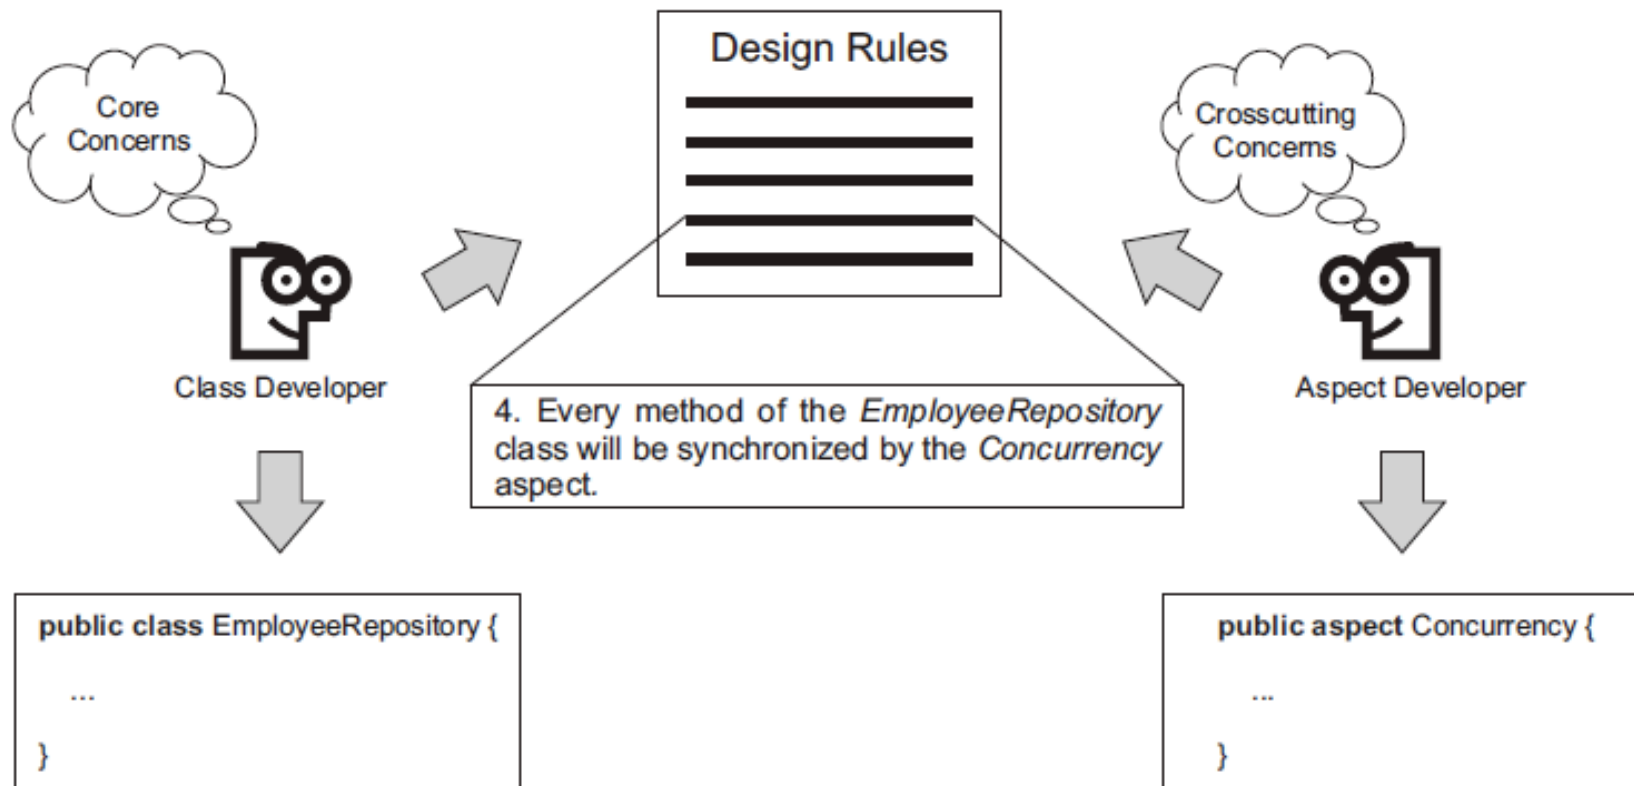 Design Rules
Core
Concerns
Crosscutting
Concerns
Class Developer
Aspect Developer
4. Every method of the EmployeeRepository
class will be synchronized by the Concurrency
aspect.
public class EmployeeRepository {
...
}
public aspect Concurrency {
...
}